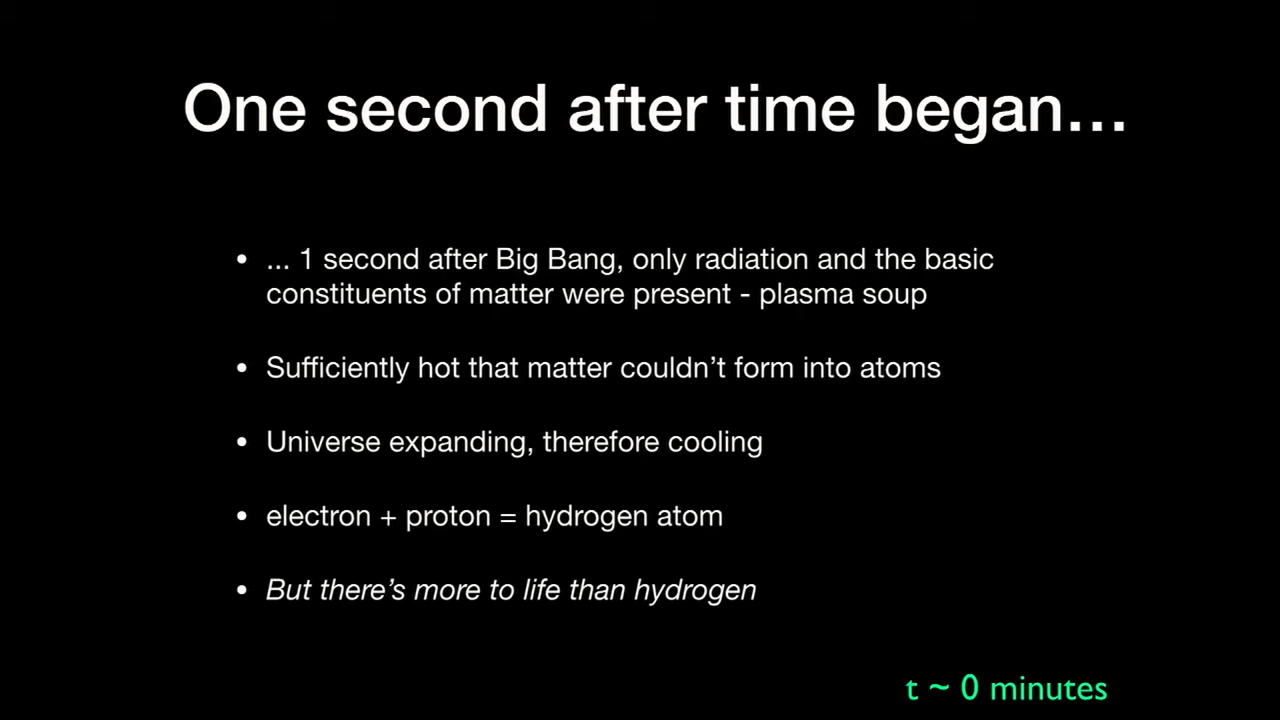 One second after time began...
• ... 1 second after Big Bang, only radiation and the basic
constituents of matter were present - plasma soup
• Sufficiently hot that matter couldn’t form into atoms
• Universe expanding, therefore cooling
• electron + proton = hydrogen atom
• But there’s more to life than hydrogen
t ~ 0 minutes